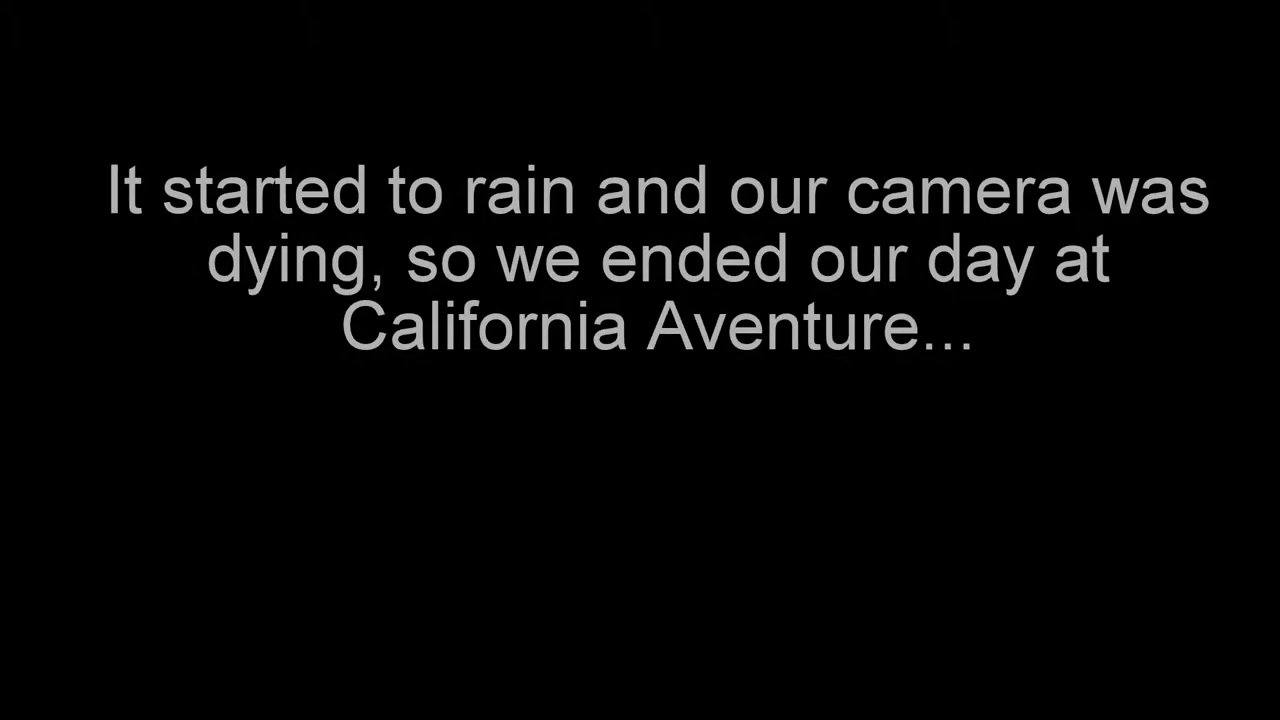 It started to rain and our camera was
dying, so we ended our day at
California Aventure...